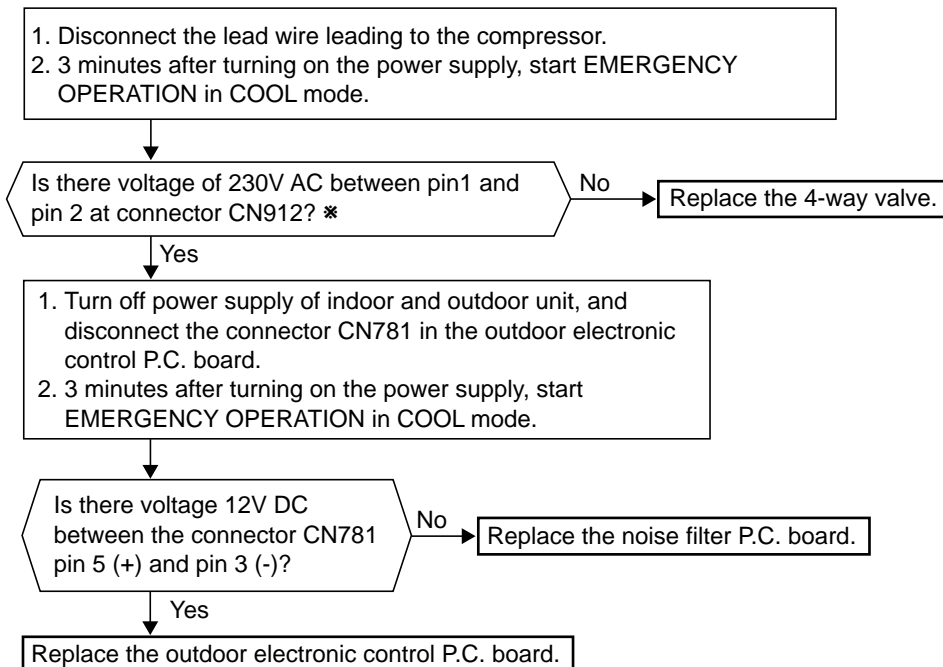 1. Disconnect the lead wire leading to the compressor.
2. 3 minutes after turning on the power supply, start EMERGENCY
OPERATION in COOL mode.
Is there voltage of 230V AC between pin1 and
pin 2 at connector CN912? ※
No
Replace the 4-way valve.
Yes
1. Turn off power supply of indoor and outdoor unit, and
disconnect the connector CN781 in the outdoor electronic
control P.C. board.
2. 3 minutes after turning on the power supply, start
EMERGENCY OPERATION in COOL mode.
Is there voltage 12V DC
between the connector CN781
pin 5 (+) and pin 3 (-)?
No
Replace the noise filter P.C. board.
Yes
Replace the outdoor electronic control P.C. board.